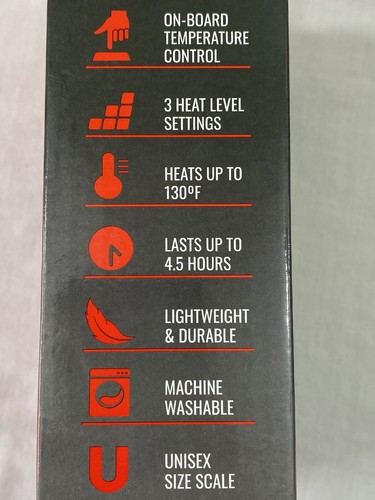 ON-BOARD
TEMPERATURE
CONTROL
3 HEAT LEVEL
SETTINGS
HEATS UP TO
130ºF
LASTS UP TO
4.5 HOURS
LIGHTWEIGHT
& DURABLE
MACHINE
WASHABLE
UNISEX
SIZE SCALE